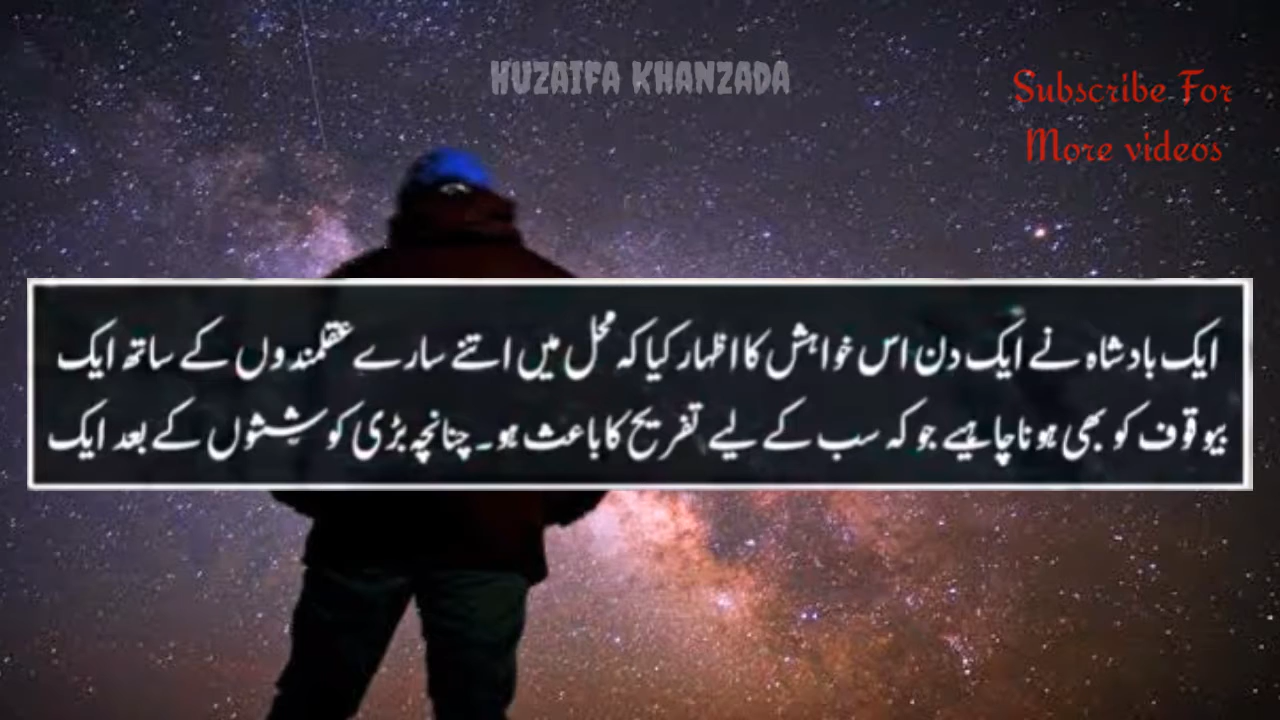 HUZAIFA KHANZADA
Subscribe For
More videos
ایک بادشاہ نے ایک دن اس خواہش کا اظہار کیا کہ محل میں اتنے سارے عقلمندوں کے ساتھ ایک
بیوقوف کو بھی ہونا چاہیے جو کہ سب کے لیے تفریح کا باعث ہو۔ چنانچہ بڑی کوششوں کے بعد ایک